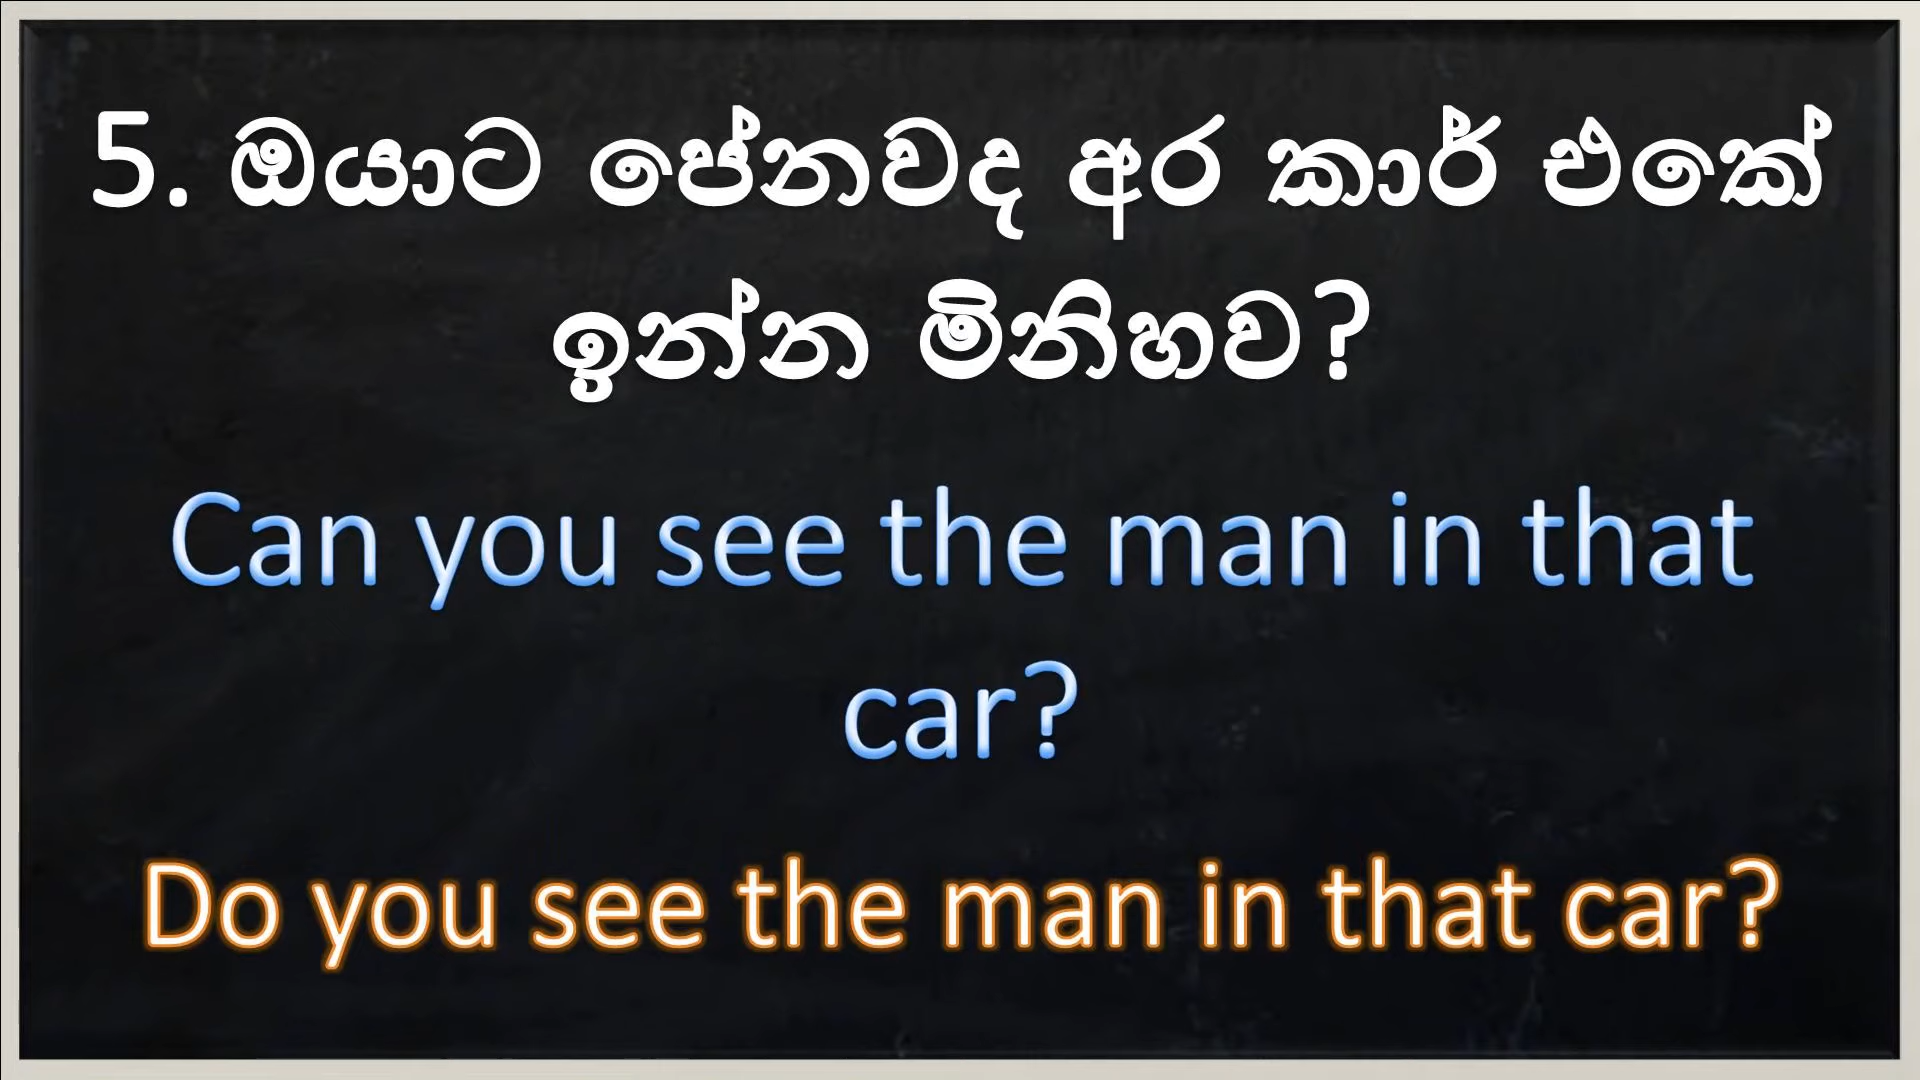 5. ඔයාට පේනවද අර කාර් එකේ
ඉන්න මිනිහව?
Can you see the man in that
car?
Do you see the man in that car?